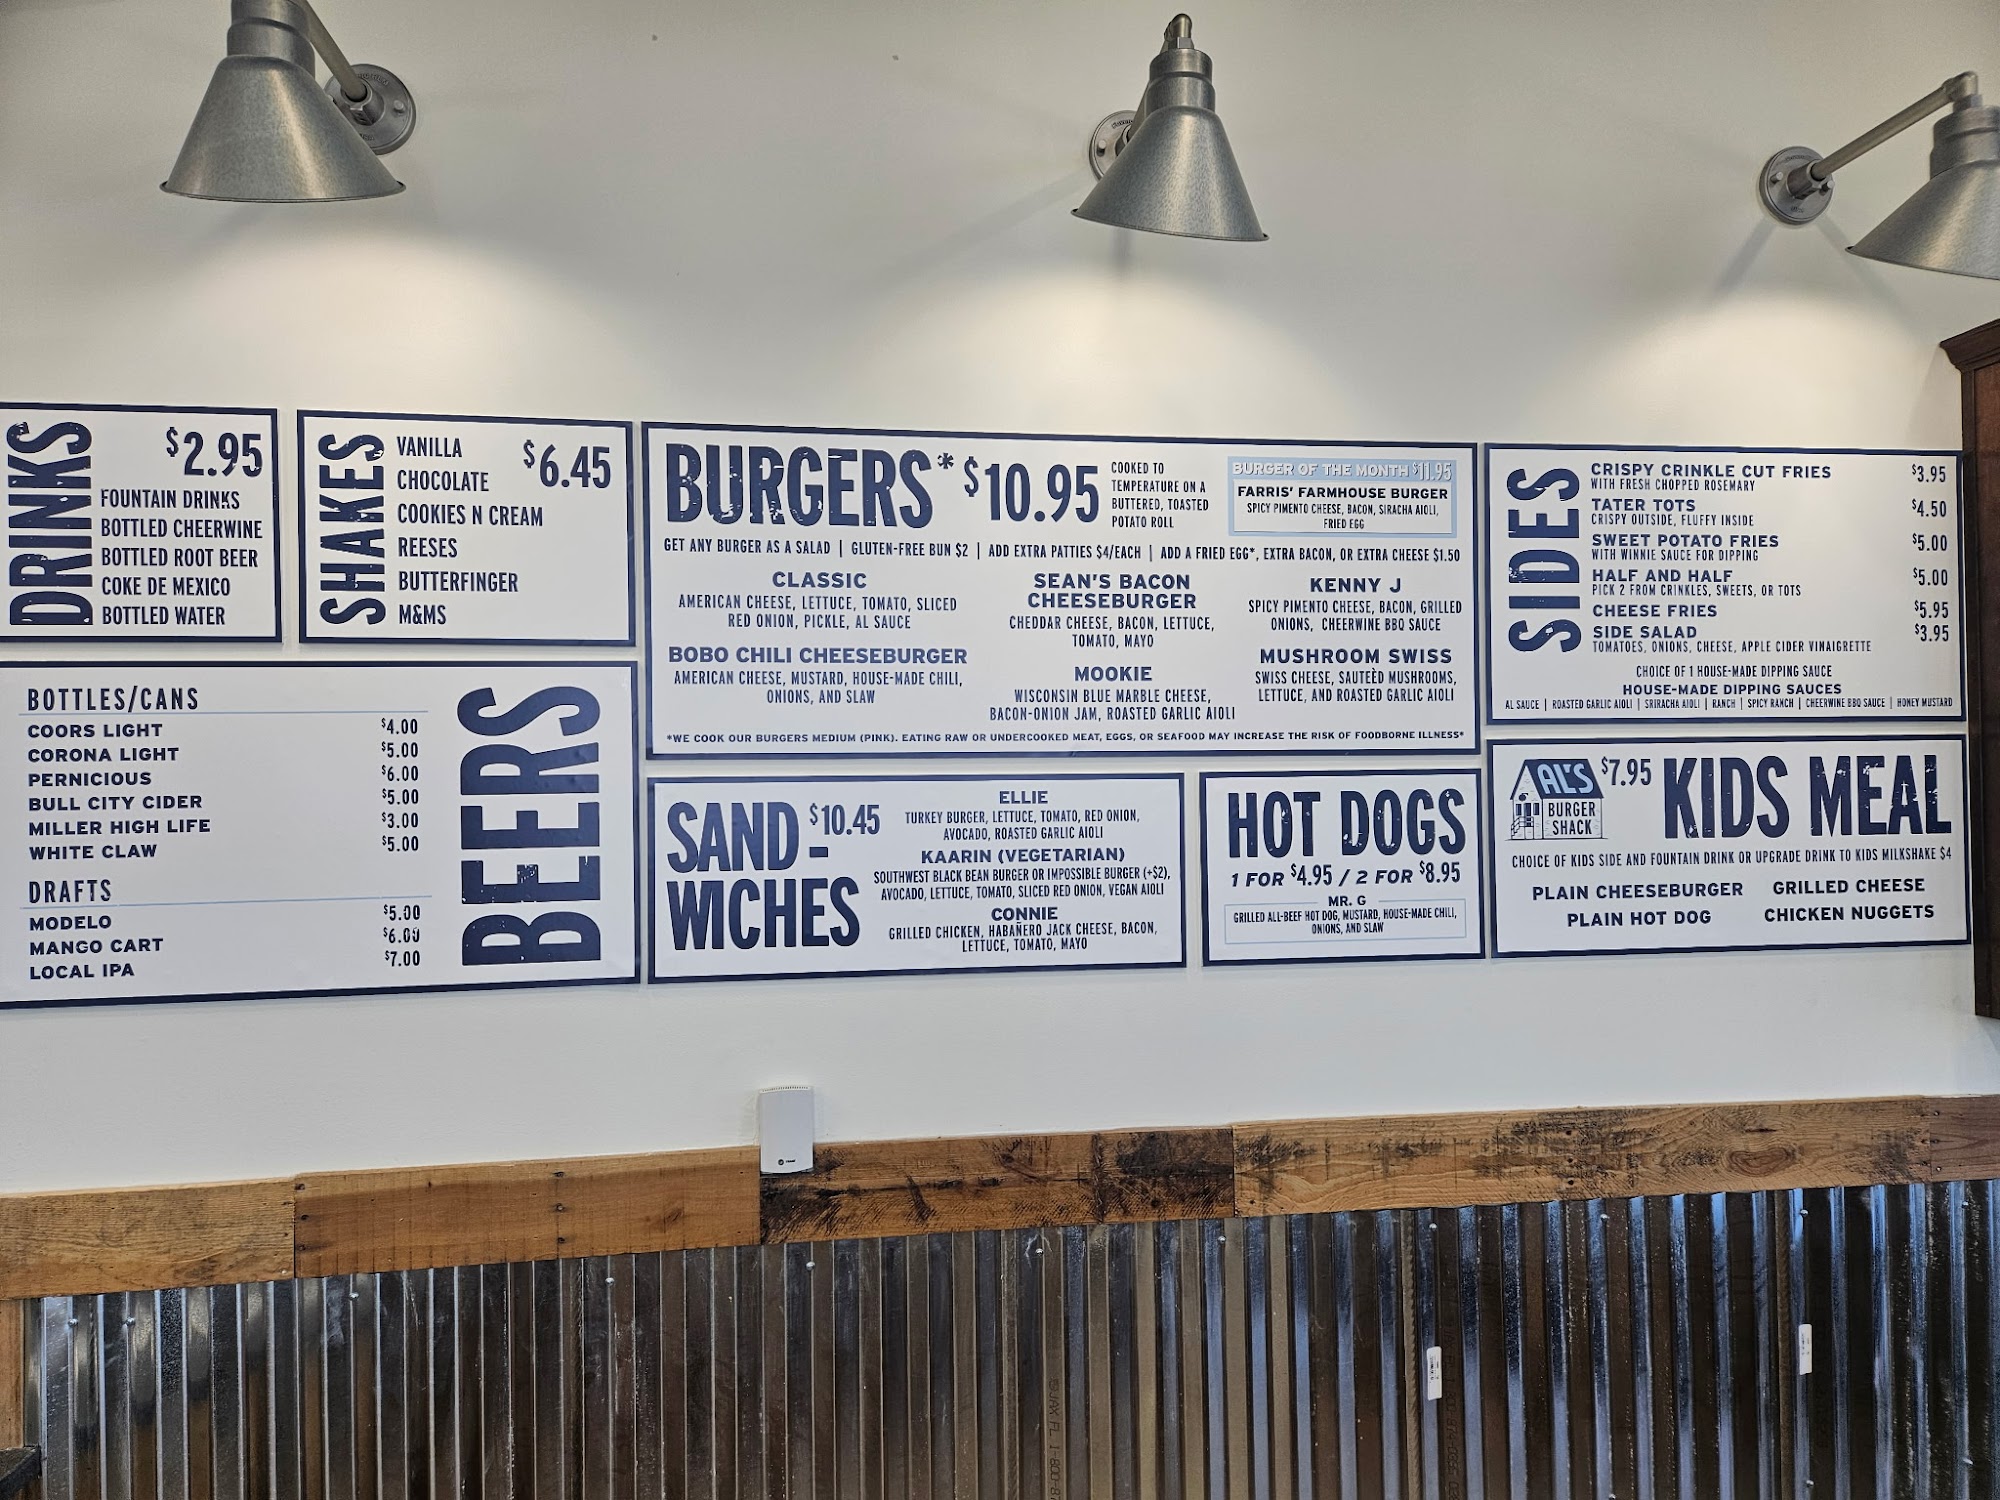 DRINKS
$2.95
FOUNTAIN DRINKS
BOTTLED CHEERWINE
BOTTLED ROOT BEER
COKE DE MEXICO
BOTTLED WATER
SHAKES
$6.45
VANILLA
CHOCOLATE
COOKIES N CREAM
REESES
BUTTERFINGER
M&MS
BURGERS* $10.95
COOKED TO
TEMPERATURE ON A
BUTTERED, TOASTED
POTATO ROLL
BURGER OF THE MONTH $11.95
FARRIS' FARMHOUSE BURGER
SPICY PIMENTO CHEESE, BACON, SIRACHA AIOLI,
FRIED EGG
GET ANY BURGER AS A SALAD | GLUTEN-FREE BUN $2 | ADD EXTRA PATTIES $4/EACH | ADD A FRIED EGG*, EXTRA BACON, OR EXTRA CHEESE $1.50
CLASSIC
AMERICAN CHEESE, LETTUCE, TOMATO, SLICED
RED ONION, PICKLE, AL SAUCE
BOBO CHILI CHEESEBURGER
AMERICAN CHEESE, MUSTARD, HOUSE-MADE CHILI,
ONIONS, AND SLAW
SEAN'S BACON
CHEESEBURGER
CHEDDAR CHEESE, BACON, LETTUCE,
TOMATO, MAYO
MOOKIE
WISCONSIN BLUE MARBLE CHEESE,
BACON-ONION JAM, ROASTED GARLIC AIOLI
KENNY J
SPICY PIMENTO CHEESE, BACON, GRILLED
ONIONS, CHEERWINE BBQ SAUCE
MUSHROOM SWISS
SWISS CHEESE, SAUTEÈD MUSHROOMS,
LETTUCE, AND ROASTED GARLIC AIOLI
*WE COOK OUR BURGERS MEDIUM (PINK). EATING RAW OR UNDERCOOKED MEAT, EGGS, OR SEAFOOD MAY INCREASE THE RISK OF FOODBORNE ILLNESS*
SIDES
CRISPY CRINKLE CUT FRIES $3.95
WITH FRESH CHOPPED ROSEMARY
TATER TOTS $4.50
CRISPY OUTSIDE, FLUFFY INSIDE
SWEET POTATO FRIES $5.00
WITH WINNIE SAUCE FOR DIPPING
HALF AND HALF $5.00
PICK 2 FROM CRINKLES, SWEETS, OR TOTS
CHEESE FRIES $5.95
SIDE SALAD $3.95
TOMATOES, ONIONS, CHEESE, APPLE CIDER VINAIGRETTE
CHOICE OF 1 HOUSE-MADE DIPPING SAUCE
HOUSE-MADE DIPPING SAUCES
AL SAUCE | ROASTED GARLIC AIOLI | SRIRACHA AIOLI | RANCH | SPICY RANCH | CHEERWINE BBQ SAUCE | HONEY MUSTARD
BEERS
BOTTLES/CANS
COORS LIGHT $4.00
CORONA LIGHT $5.00
PERNICIOUS $6.00
BULL CITY CIDER $5.00
MILLER HIGH LIFE $3.00
WHITE CLAW $5.00
DRAFTS
MODELO $5.00
MANGO CART $6.00
LOCAL IPA $7.00
SAND-
WICHES
$10.45
ELLIE
TURKEY BURGER, LETTUCE, TOMATO, RED ONION,
AVOCADO, ROASTED GARLIC AIOLI
KAARIN (VEGETARIAN)
SOUTHWEST BLACK BEAN BURGER OR IMPOSSIBLE BURGER (+$2),
AVOCADO, LETTUCE, TOMATO, SLICED RED ONION, VEGAN AIOLI
CONNIE
GRILLED CHICKEN, HABAÑERO JACK CHEESE, BACON,
LETTUCE, TOMATO, MAYO
HOT DOGS
1 FOR $4.95 / 2 FOR $8.95
MR. G
GRILLED ALL-BEEF HOT DOG, MUSTARD, HOUSE-MADE CHILI,
ONIONS, AND SLAW
AL'S
BURGER
SHACK
$7.95 KIDS MEAL
CHOICE OF KIDS SIDE AND FOUNTAIN DRINK OR UPGRADE DRINK TO KIDS MILKSHAKE $4
PLAIN CHEESEBURGER GRILLED CHEESE
PLAIN HOT DOG CHICKEN NUGGETS